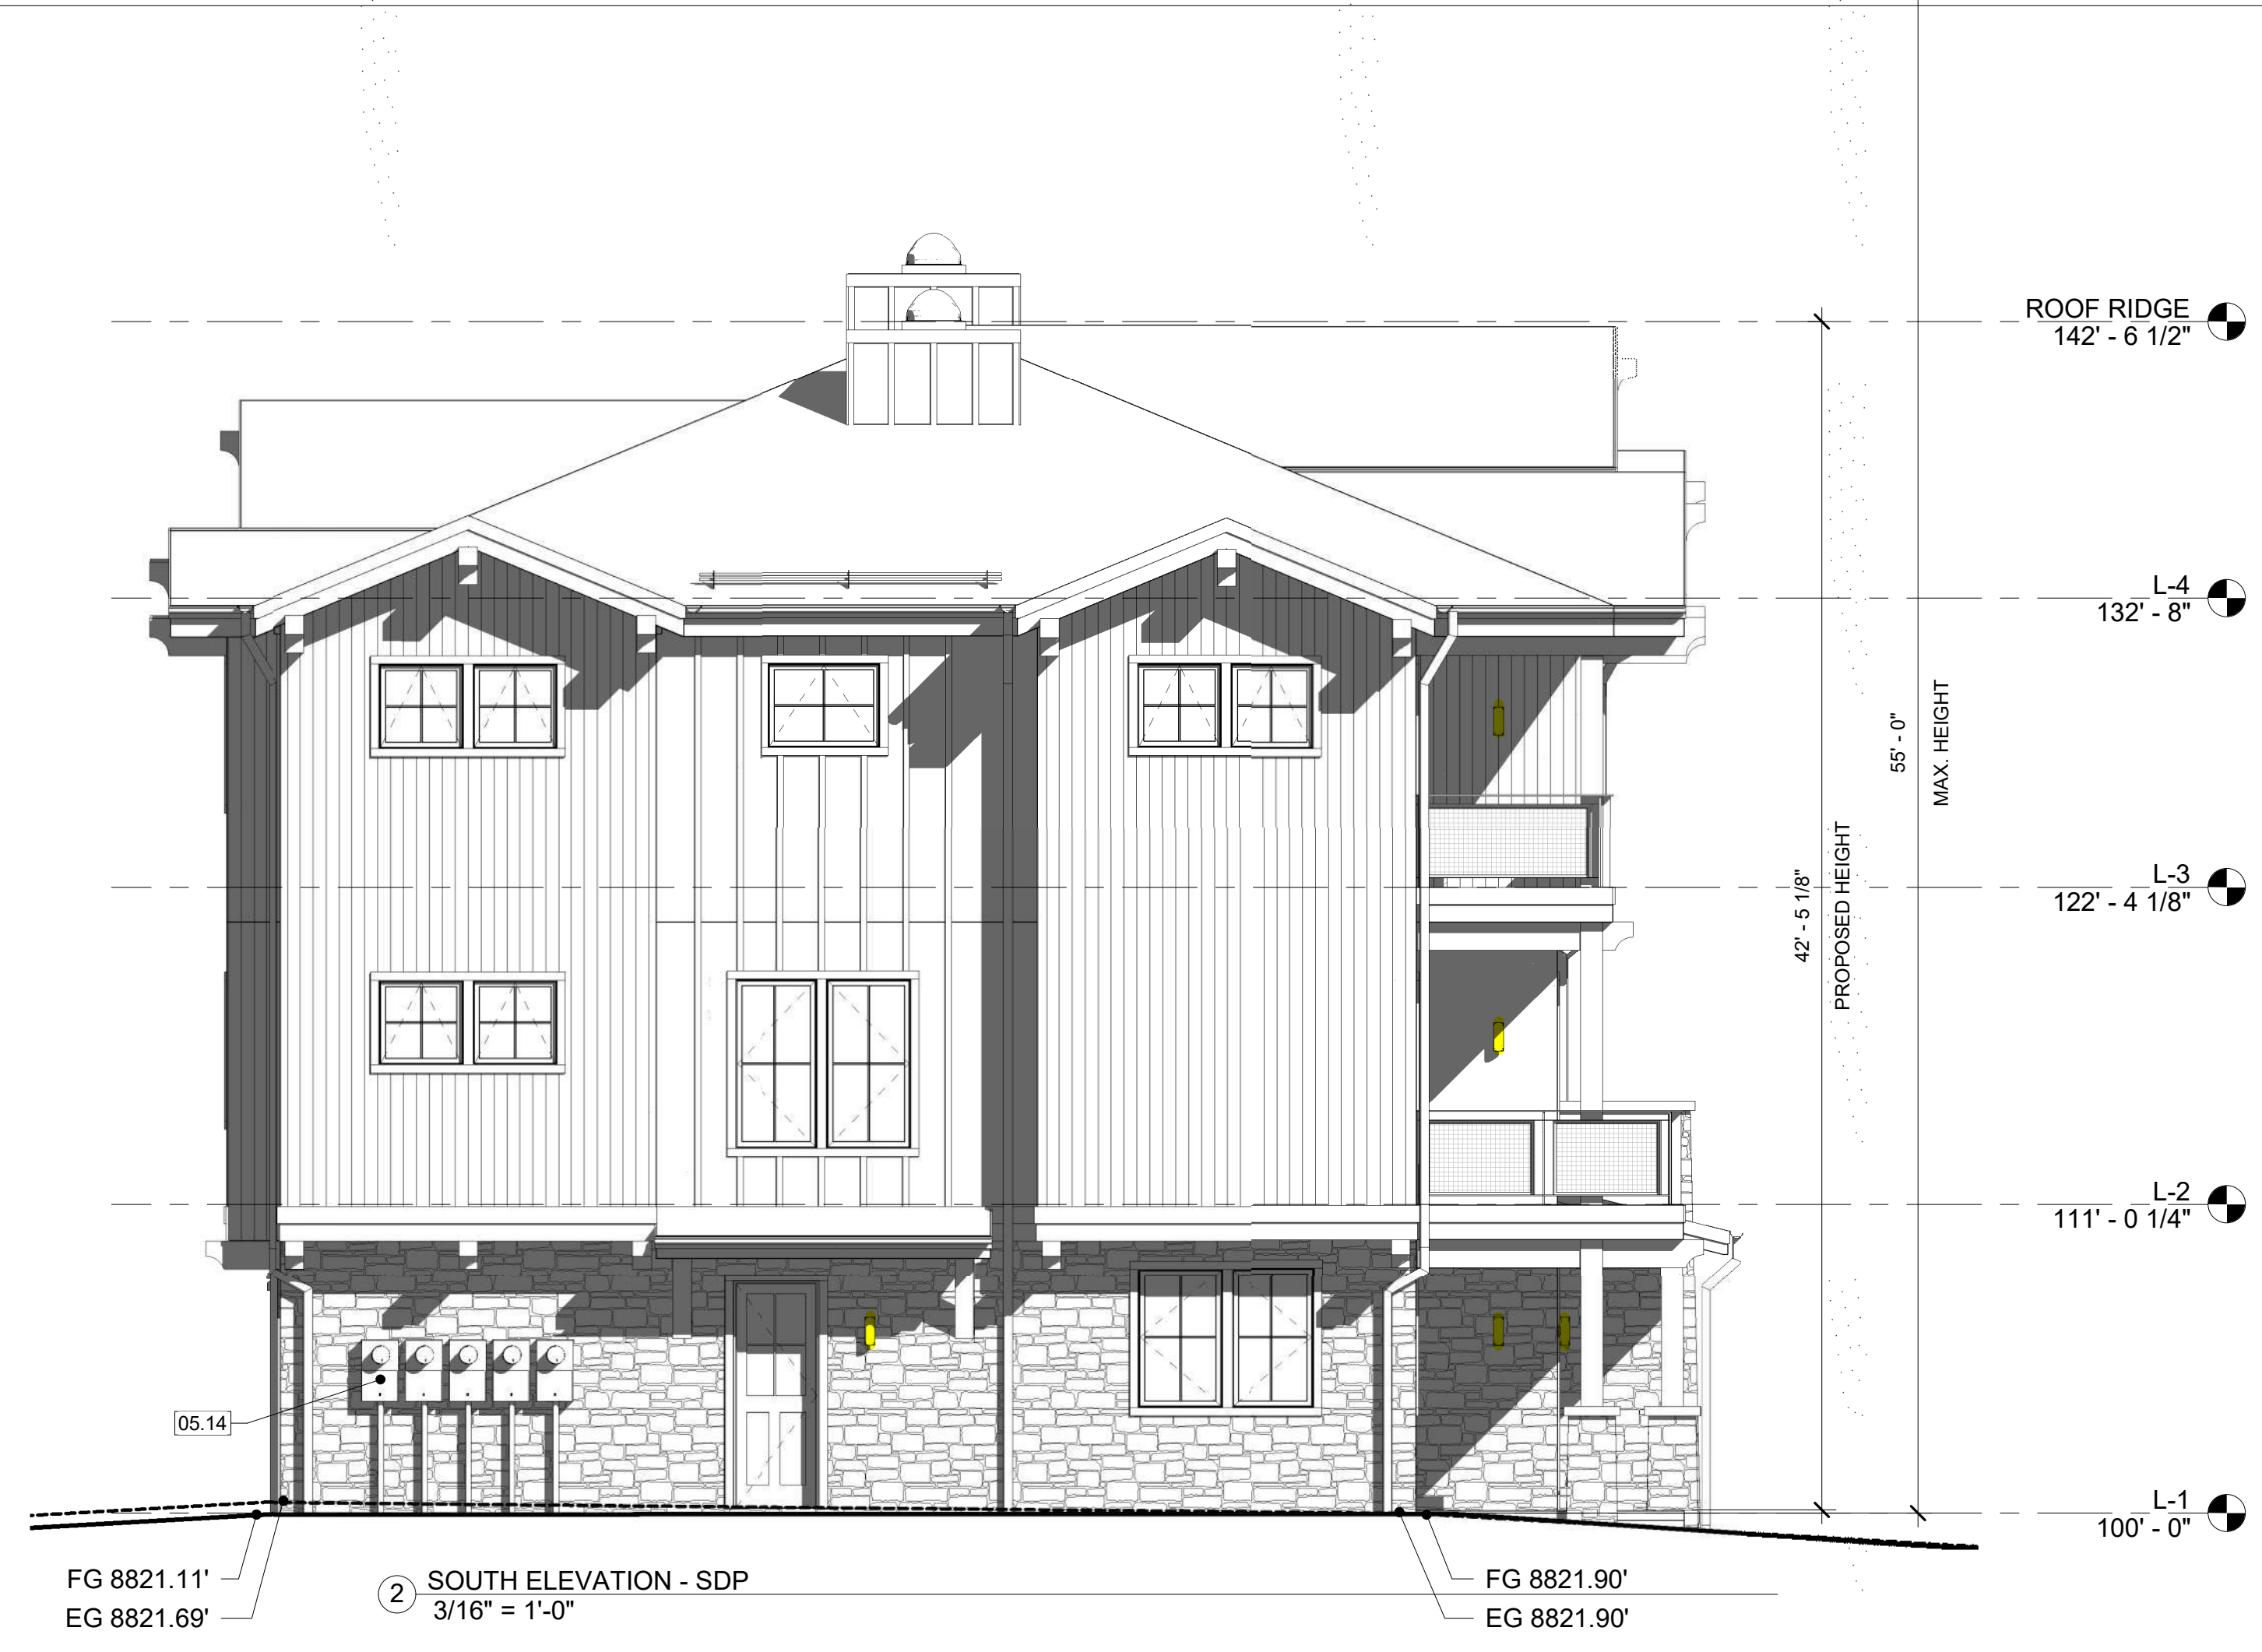 ROOF RIDGE
142' - 6 1/2"
L-4
132' - 8"
55' - 0"
MAX. HEIGHT
L-3
122' - 4 1/8"
42' - 5 1/8"
PROPOSED HEIGHT
L-2
111' - 0 1/4"
05.14
L-1
100' - 0"
FG 8821.11'
EG 8821.69'
2
SOUTH ELEVATION - SDP
3/16" = 1'-0"
FG 8821.90'
EG 8821.90'